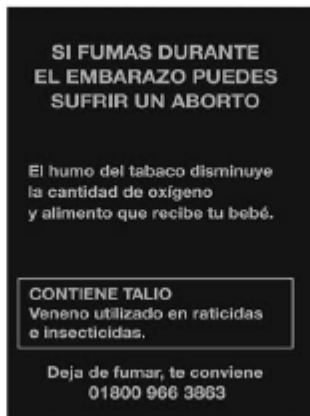 SI FUMAS DURANTE
EL EMBARAZO PUEDES
SUFRIR UN ABORTO
El humo del tabaco disminuye
la cantidad de oxígeno
y alimento que recibe tu bebé.
CONTIENE TALIO
Veneno utilizado en raticidas
e insecticidas.
Deja de fumar, te conviene
01800 966 3863